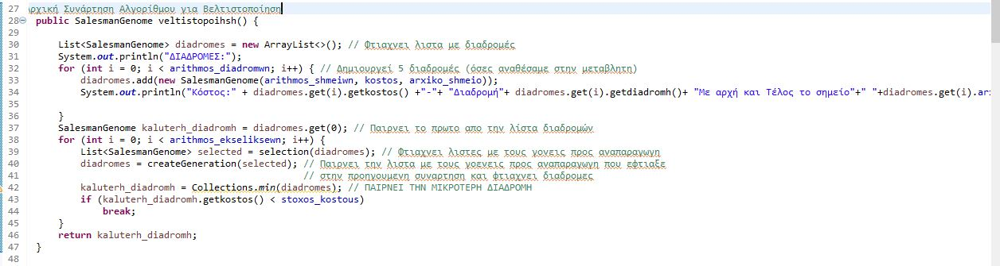 27 ρχική Συνάρτηση Αλγορίθμου για Βελτιστοποίηση
28 public SalesmanGenome veltistopoihsh() {
29
30 List<SalesmanGenome> diadromes = new ArrayList<>(); // Φτιαχνει λιστα με διαδρομές
31 System.out.println("ΔΙΑΔΡΟΜΕΣ:");
32 for (int i = 0; i < arithmos_diadromwn; i++) { // Δημιουργεί 5 διαδρομές (όσες αναθέσαμε στην μεταβλητη)
33 diadromes.add(new SalesmanGenome(arithmos_shmeiwn, kostos, arxiko_shmeio));
34 System.out.println("Κόστος:" + diadromes.get(i).getkostos() +"-"+ "Διαδρομή"+ diadromes.get(i).getdiadromh()+ "Με αρχή και Τέλος το σημείο"+" "+diadromes.get(i).ar
35
36 }
37 SalesmanGenome kaluterh_diadromh = diadromes.get(0); // Παιρνει το πρωτο απο την λίστα διαδρομών
38 for (int i = 0; i < arithmos_ekseliksewn; i++) {
39 List<SalesmanGenome> selected = selection(diadromes); // Φτιαχνει λιστες με τους γονεις προς αναπαραγωγη
40 diadromes = createGeneration(selected); // Παιρνει την λιστα με τους γοενεις προς αναπαραγωγη που εφτιαξε
41 // στην προηγουμενη συναρτηση και φτιαχνει διαδρομες
42 kaluterh_diadromh = Collections.min(diadromes); // ΠΑΙΡΝΕΙ ΤΗΝ ΜΙΚΡΟΤΕΡΗ ΔΙΑΔΡΟΜΗ
43 if (kaluterh_diadromh.getkostos() < stoxos_kostous)
44 break;
45 }
46 return kaluterh_diadromh;
47 }
48